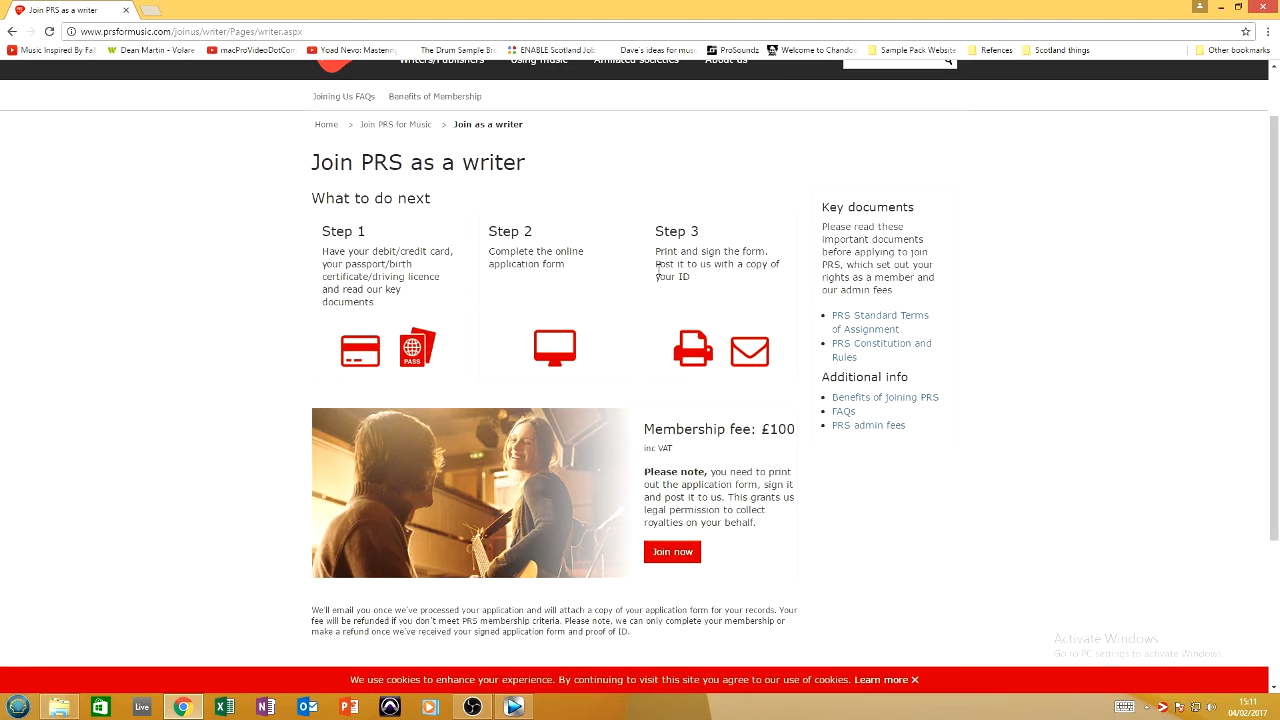 Join PRS as a writer
www.prsformusic.com/joinus/writer/Pages/writer.aspx
Music Inspired By Fall
Dean Martin - Volare
macProVideoDotCom
Yoad Nevo: Mastering
The Drum Sample Bro
ENABLE Scotland Job
Dave's ideas for musi
ProSoundz
Welcome to Chando
Sample Pack Website
Refences
Scotland things
Other bookmarks
Writers/Publishers
Using music
Affiliated societies
About us
Joining Us FAQs
Benefits of Membership
Home > Join PRS for Music > Join as a writer
Join PRS as a writer
What to do next
Step 1
Have your debit/credit card,
your passport/birth
certificate/driving licence
and read our key
documents
PASS
Step 2
Complete the online
application form
Step 3
Print and sign the form.
Post it to us with a copy of
your ID
Membership fee: £100
inc VAT
Please note, you need to print
out the application form, sign it
and post it to us. This grants us
legal permission to collect
royalties on your behalf.
Join now
We'll email you once we've processed your application and will attach a copy of your application form for your records. Your
fee will be refunded if you don't meet PRS membership criteria. Please note, we can only complete your membership or
make a refund once we've received your signed application form and proof of ID.
Key documents
Please read these
important documents
before applying to join
PRS, which set out your
rights as a member and
our admin fees
PRS Standard Terms
of Assignment
PRS Constitution and
Rules
Additional info
Benefits of joining PRS
FAQs
PRS admin fees
Activate Windows
Go to PC settings to activate Windows.
We use cookies to enhance your experience. By continuing to visit this site you agree to our use of cookies. Learn more ✕
Live
15:11
04/02/2017